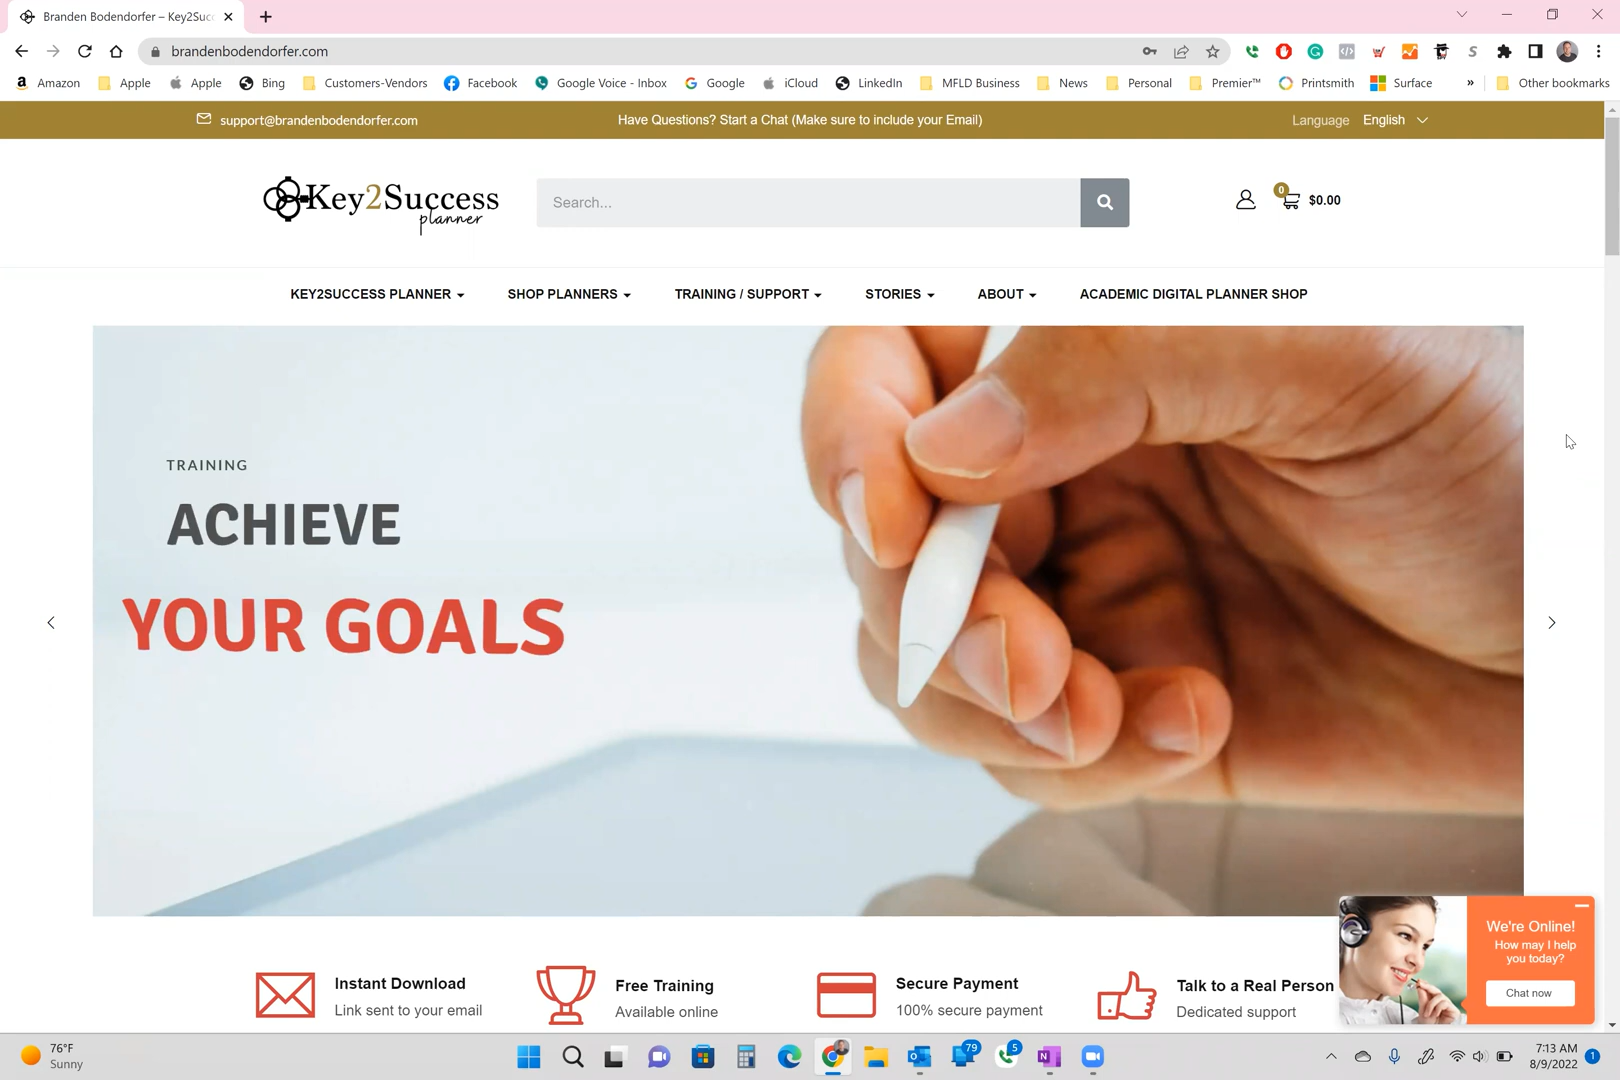 Branden Bodendorfer – Key2Suc
brandenbodendorfer.com
Amazon
Apple
Apple
Bing
Customers-Vendors
Facebook
Google Voice - Inbox
Google
iCloud
LinkedIn
MFLD Business
News
Personal
Premier™
Printsmith
Surface
»
Other bookmarks
support@brandenbodendorfer.com
Have Questions? Start a Chat (Make sure to include your Email)
Language English
Key2Success
planner
Search...
0
$0.00
KEY2SUCCESS PLANNER
SHOP PLANNERS
TRAINING / SUPPORT
STORIES
ABOUT
ACADEMIC DIGITAL PLANNER SHOP
TRAINING
ACHIEVE
YOUR GOALS
We're Online!
How may I help
you today?
Chat now
Instant Download
Link sent to your email
Free Training
Available online
Secure Payment
100% secure payment
Talk to a Real Person
Dedicated support
76°F
Sunny
79
5
7:13 AM
8/9/2022
1